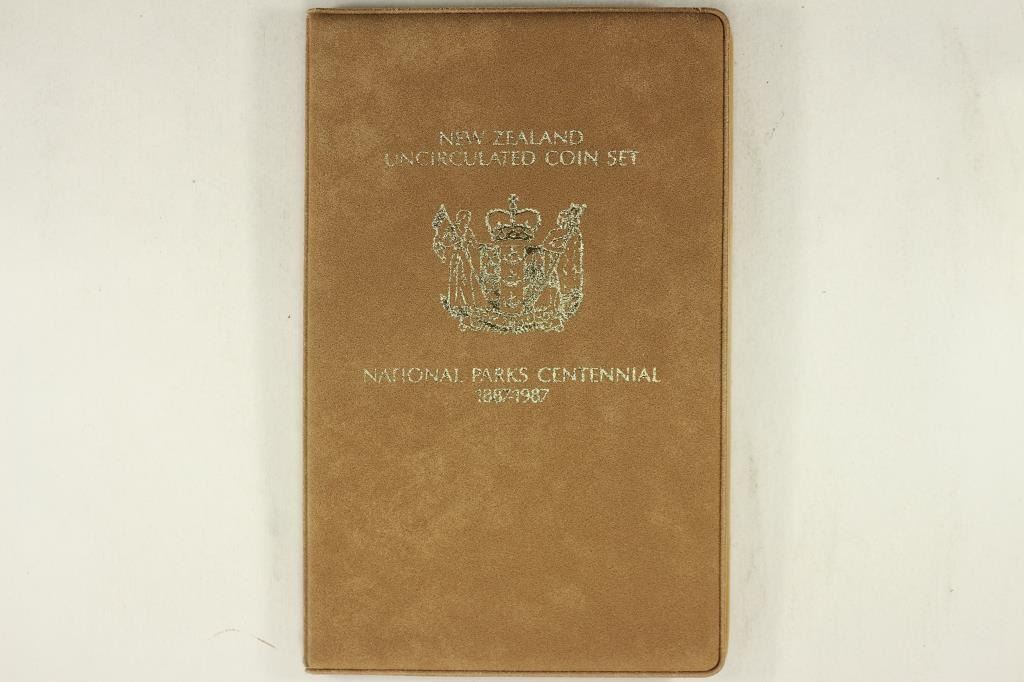 NEW ZEALAND
UNCIRCULATED COIN SET
NATIONAL PARKS CENTENNIAL
1887-1987